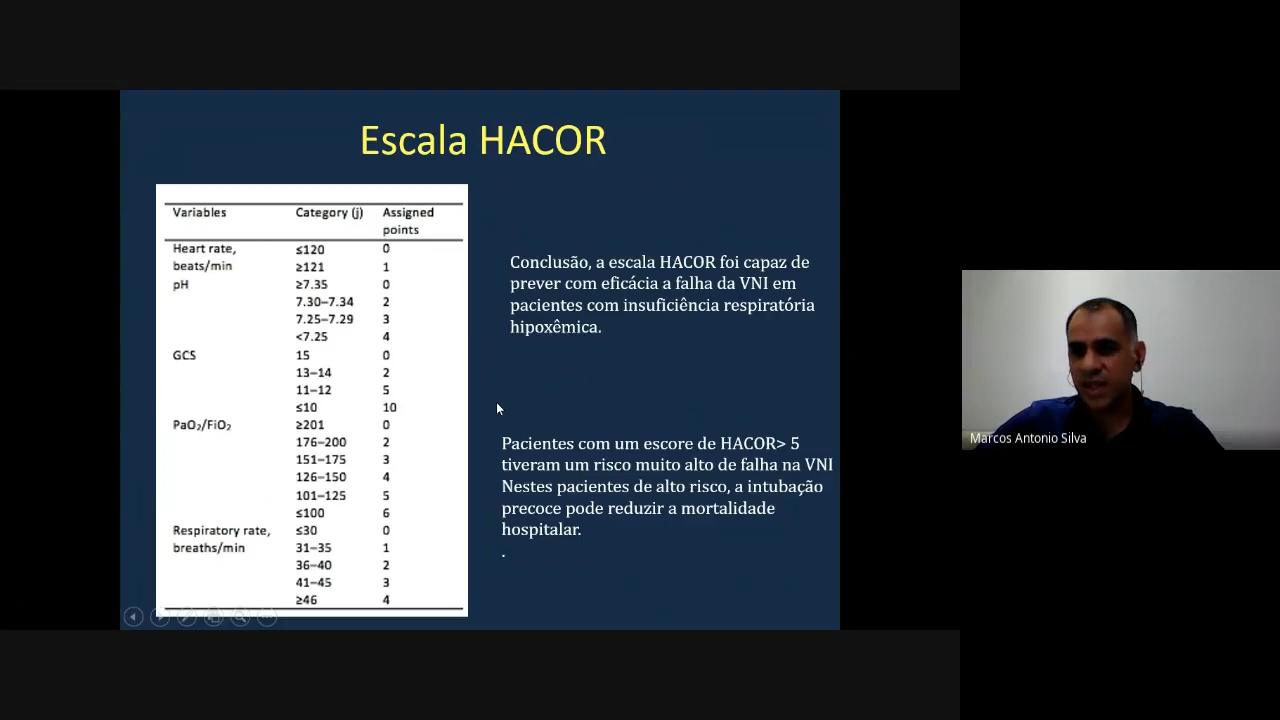 Escala HACOR
Variables Category (j) Assigned
points
Heart rate, ≤120 0
beats/min ≥121 1
pH ≥7.35 0
7.30–7.34 2
7.25–7.29 3
<7.25 4
GCS 15 0
13–14 2
11–12 5
≤10 10
PaO₂/FiO₂ ≥201 0
176–200 2
151–175 3
126–150 4
101–125 5
≤100 6
Respiratory rate, ≤30 0
breaths/min 31–35 1
36–40 2
41–45 3
≥46 4
Conclusão, a escala HACOR foi capaz de
prever com eficácia a falha da VNI em
pacientes com insuficiência respiratória
hipoxêmica.
Pacientes com um escore de HACOR> 5
tiveram um risco muito alto de falha na VNI
Nestes pacientes de alto risco, a intubação
precoce pode reduzir a mortalidade
hospitalar.
.
Marcos Antonio Silva